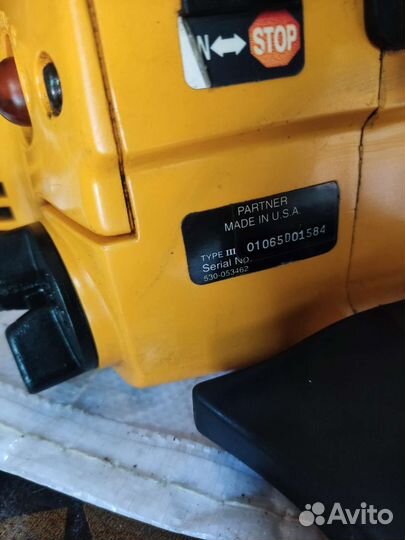 N
STOP
PARTNER
MADE IN U.S.A.
TYPE III 01065D01584
Serial No.
530-053462
Avito